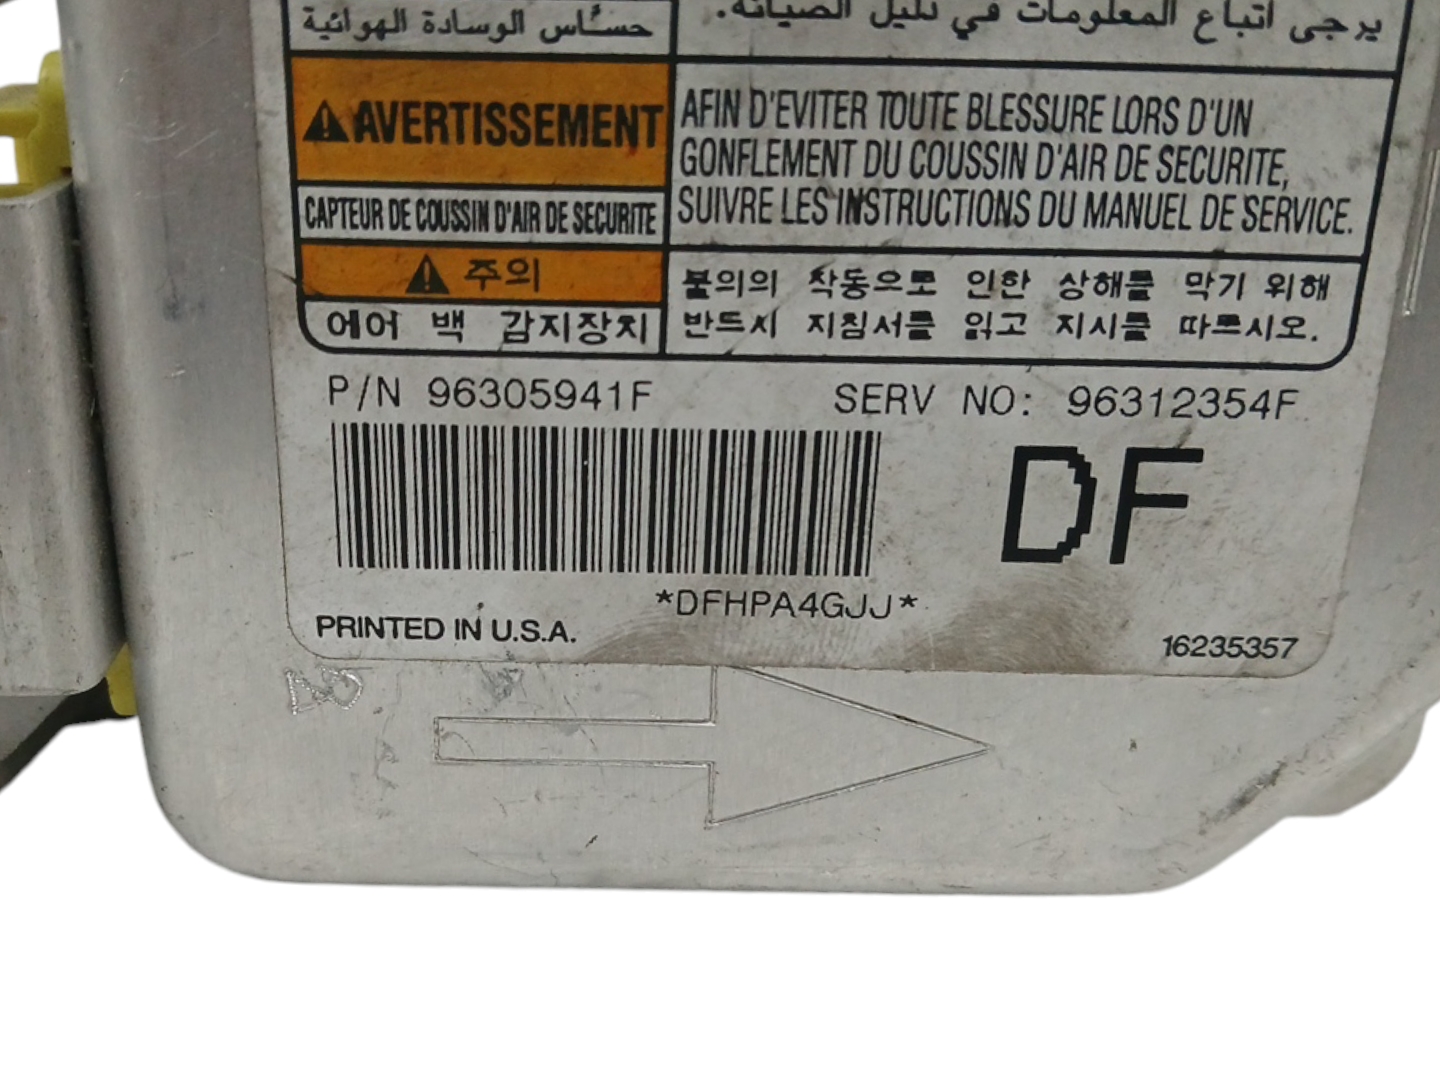 يرجى اتباع المعلومات في دليل الصيانة.
حسّاس الوسادة الهوائية
AVERTISSEMENT
CAPTEUR DE COUSSIN D'AIR DE SECURITE
AFIN D'EVITER TOUTE BLESSURE LORS D'UN
GONFLEMENT DU COUSSIN D'AIR DE SECURITE,
SUIVRE LES INSTRUCTIONS DU MANUEL DE SERVICE.
주의
에어 백 감지장치
불의의 작동으로 인한 상해를 막기 위해
반드시 지침서를 읽고 지시를 따르시오.
P/N 96305941F
SERV NO: 96312354F
DF
*DFHPA4GJJ*
PRINTED IN U.S.A.
16235357